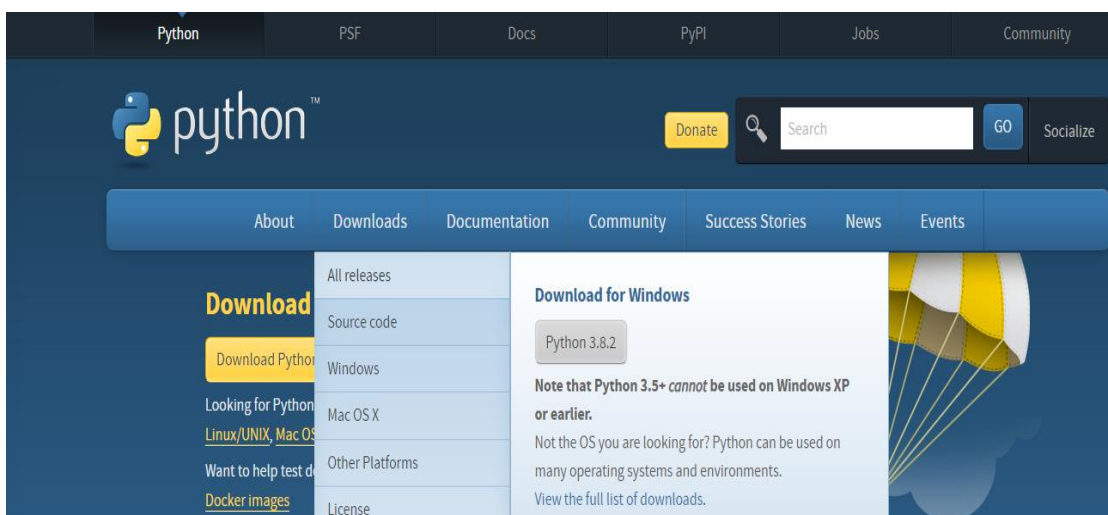 Python PSF Docs PyPI Jobs Community
python™
Donate Search GO Socialize
About Downloads Documentation Community Success Stories News Events
Download
Download Python
Looking for Python
Linux/UNIX, Mac OS
Want to help test
Docker images
All releases
Source code
Windows
Mac OS X
Other Platforms
License
Download for Windows
Python 3.8.2
Note that Python 3.5+ cannot be used on Windows XP
or earlier.
Not the OS you are looking for? Python can be used on
many operating systems and environments.
View the full list of downloads.